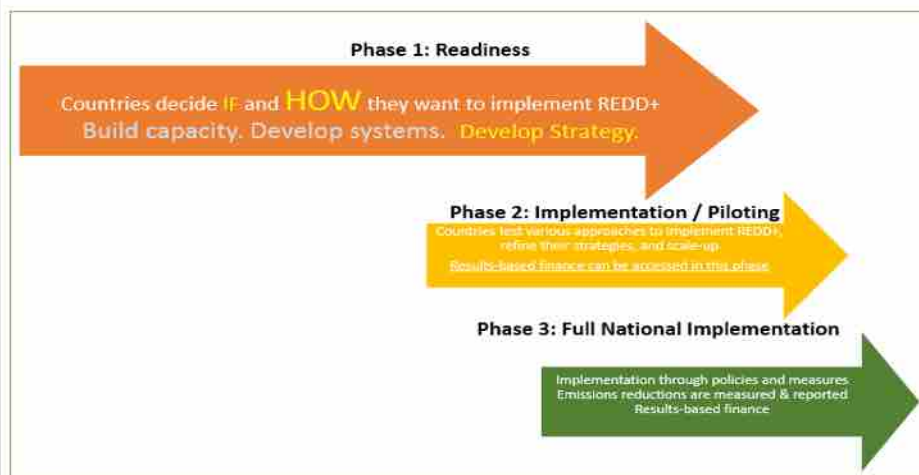 Phase 1: Readiness
Countries decide IF and HOW they want to implement REDD+
Build capacity. Develop systems. Develop Strategy.
Phase 2: Implementation / Piloting
Countries test various approaches to implement REDD+,
refine their strategies, and scale-up
Results-based finance can be accessed in this phase
Phase 3: Full National Implementation
Implementation through policies and measures
Emissions reductions are measured & reported
Results-based finance